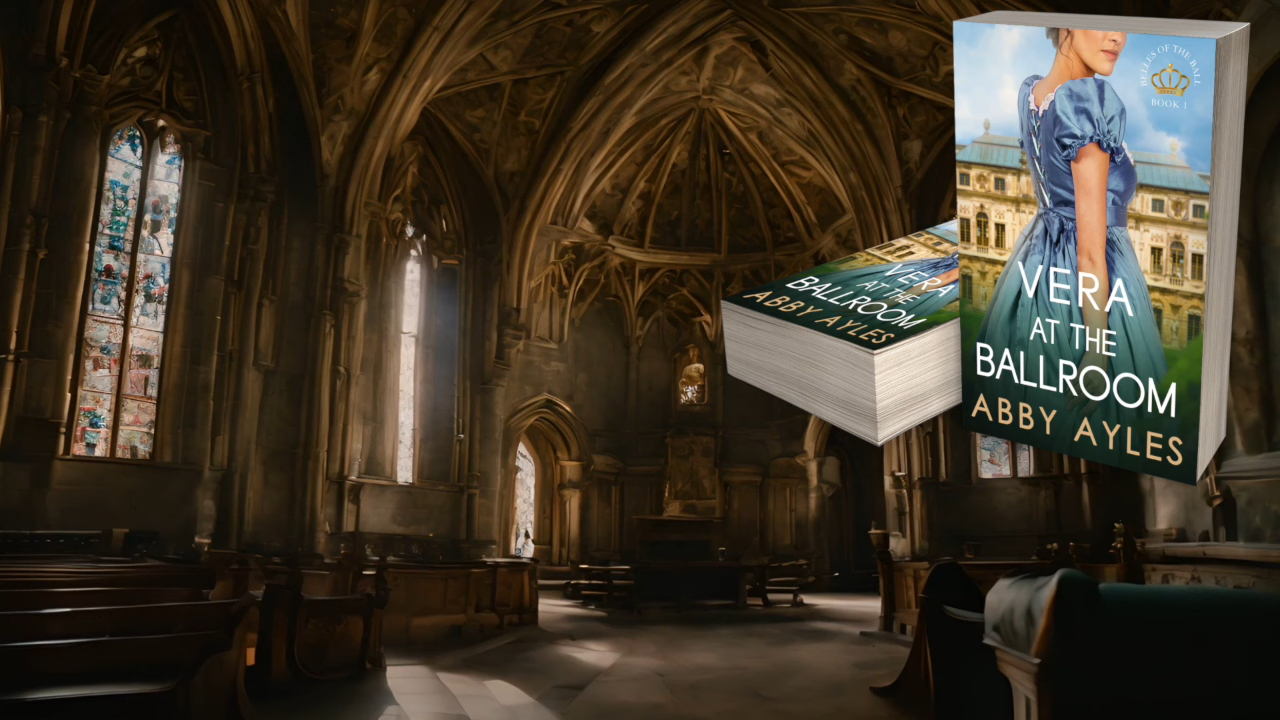 BELLES OF THE BALL
BOOK 1
VERA
AT THE
BALLROOM
ABBY AYLES
VERA
AT THE
BALLROOM
ABBY AYLES